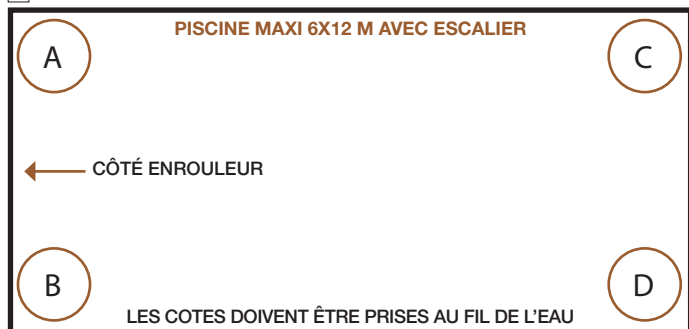 PISCINE MAXI 6X12 M AVEC ESCALIER
A
C
CÔTÉ ENROULEUR
B
D
LES COTES DOIVENT ÊTRE PRISES AU FIL DE L'EAU